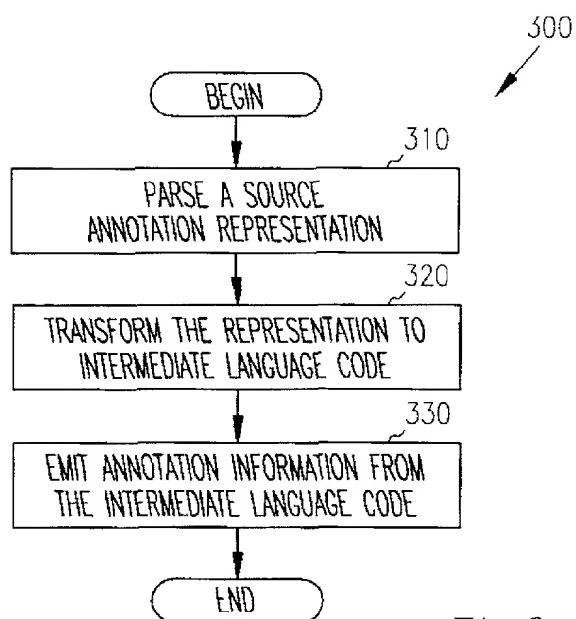 300
BEGIN
310
PARSE A SOURCE
ANNOTATION REPRESENTATION
320
TRANSFORM THE REPRESENTATION TO
INTERMEDIATE LANGUAGE CODE
330
EMIT ANNOTATION INFORMATION FROM
THE INTERMEDIATE LANGUAGE CODE
END